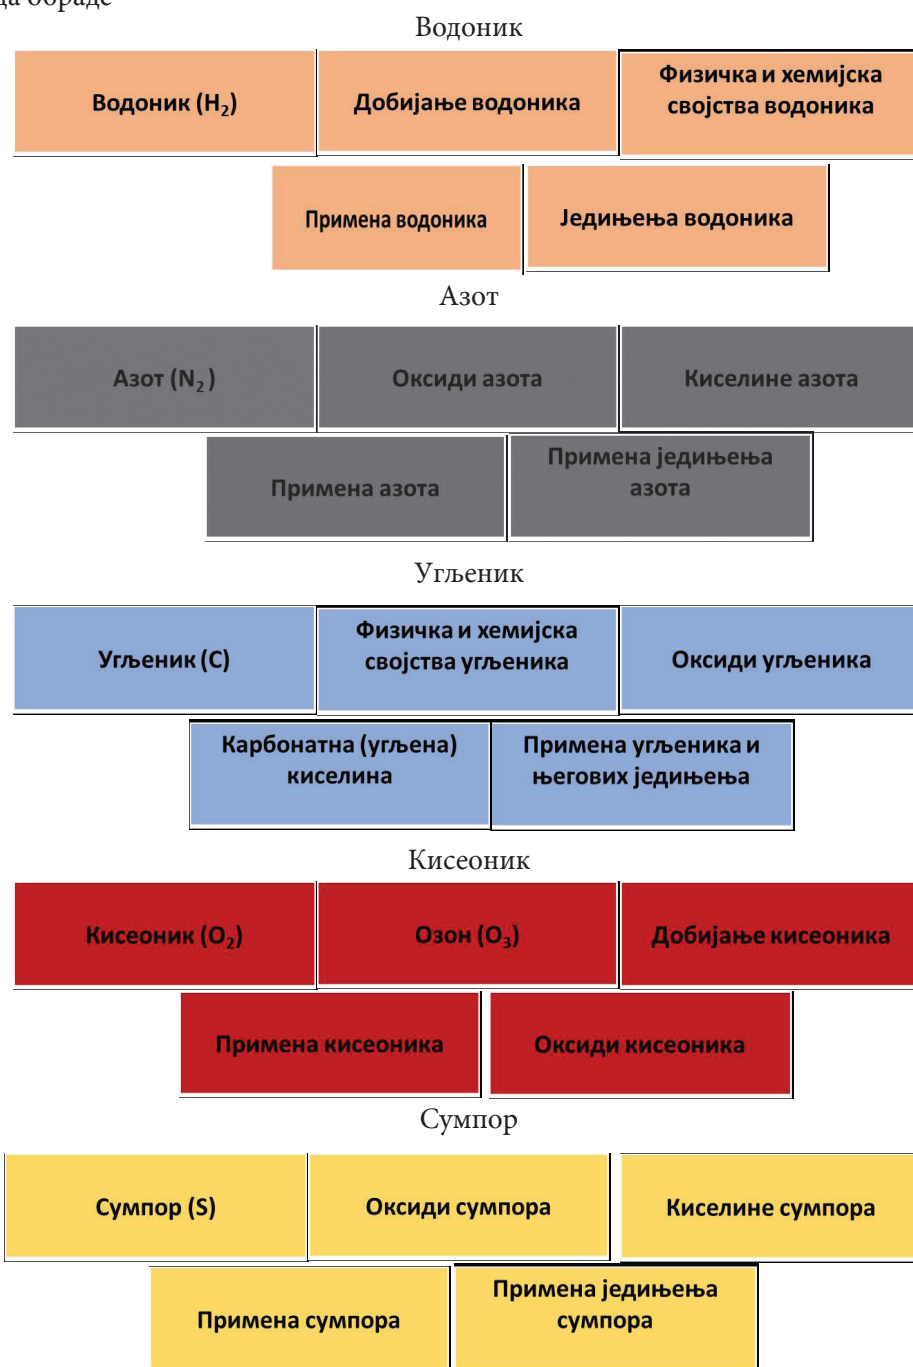 да обраде
Водоник
Водоник (H₂)
Добијање водоника
Физичка и хемијска
својства водоника
Примена водоника
Једињења водоника
Азот
Азот (N₂ )
Оксиди азота
Киселине азота
Примена азота
Примена једињења
азота
Угљеник
Угљеник (C)
Физичка и хемијска
својства угљеника
Оксиди угљеника
Карбонатна (угљена)
киселина
Примена угљеника и
његових једињења
Кисеоник
Кисеоник (O₂)
Озон (O₃)
Добијање кисеоника
Примена кисеоника
Оксиди кисеоника
Сумпор
Сумпор (S)
Оксиди сумпора
Киселине сумпора
Примена сумпора
Примена једињења
сумпора